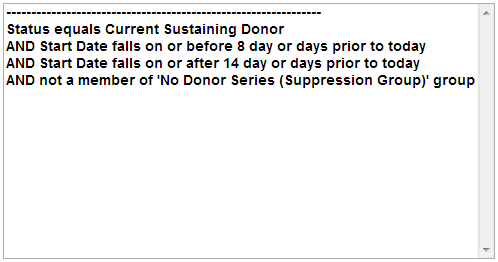 ----------------------------------------------------------------
Status equals Current Sustaining Donor
AND Start Date falls on or before 8 day or days prior to today
AND Start Date falls on or after 14 day or days prior to today
AND not a member of 'No Donor Series (Suppression Group)' group